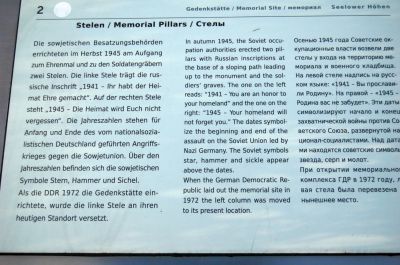 2
Gedenkstätte / Memorial Site / мемориал Seelower Höhen
Stelen / Memorial Pillars / Стелы
Die sowjetischen Besatzungsbehörden
errichteten im Herbst 1945 am Aufgang
zum Ehrenmal und zu den Soldatengräbern
zwei Stelen. Die linke Stele trägt die rus-
sische Inschrift „1941 - Ihr habt der Hei-
mat Ehre gemacht". Auf der rechten Stele
steht „1945 - Die Heimat wird Euch nicht
vergessen". Die Jahreszahlen stehen für
Anfang und Ende des vom nationalsozia-
listischen Deutschland geführten Angriffs-
krieges gegen die Sowjetunion. Über den
Jahreszahlen befinden sich die sowjetischen
Symbole Stern, Hammer und Sichel.
Als die DDR 1972 die Gedenkstätte ein-
richtete, wurde die linke Stele an ihren
heutigen Standort versetzt.
In autumn 1945, the Soviet occu-
pation authorities erected two pil-
lars with Russian inscriptions at
the base of a sloping path leading
up to the monument and the sol-
diers' graves. The one on the left
reads: "1941 - You are an honor to
your homeland" and the one on the
right: "1945 - Your homeland will
not forget you." The dates symbol-
ize the beginning and end of the
assault on the Soviet Union led by
Nazi Germany. The Soviet symbols
star, hammer and sickle appear
above the dates.
When the German Democratic Re-
public laid out the memorial site in
1972 the left column was moved
to its present location.
Осенью 1945 года Советские ок-
купационные власти возвели две
стелы у входа на территорию ме-
мориала и военного кладбища.
На левой стеле надпись на русс-
ком языке: «1941 - Вы прослави-
ли Родину». На правой - «1945 -
Родина вас не забудет». Эти даты
символизируют начало и конец
захватнической войны против Со-
ветского Союза, развернутой на-
ционал-социалистами. Над дата-
ми находятся советские символы
звезда, серп и молот.
При открытии мемориального
комплекса ГДР в 1972 году, ле-
вая стела была перевезена на
нынешнее место.